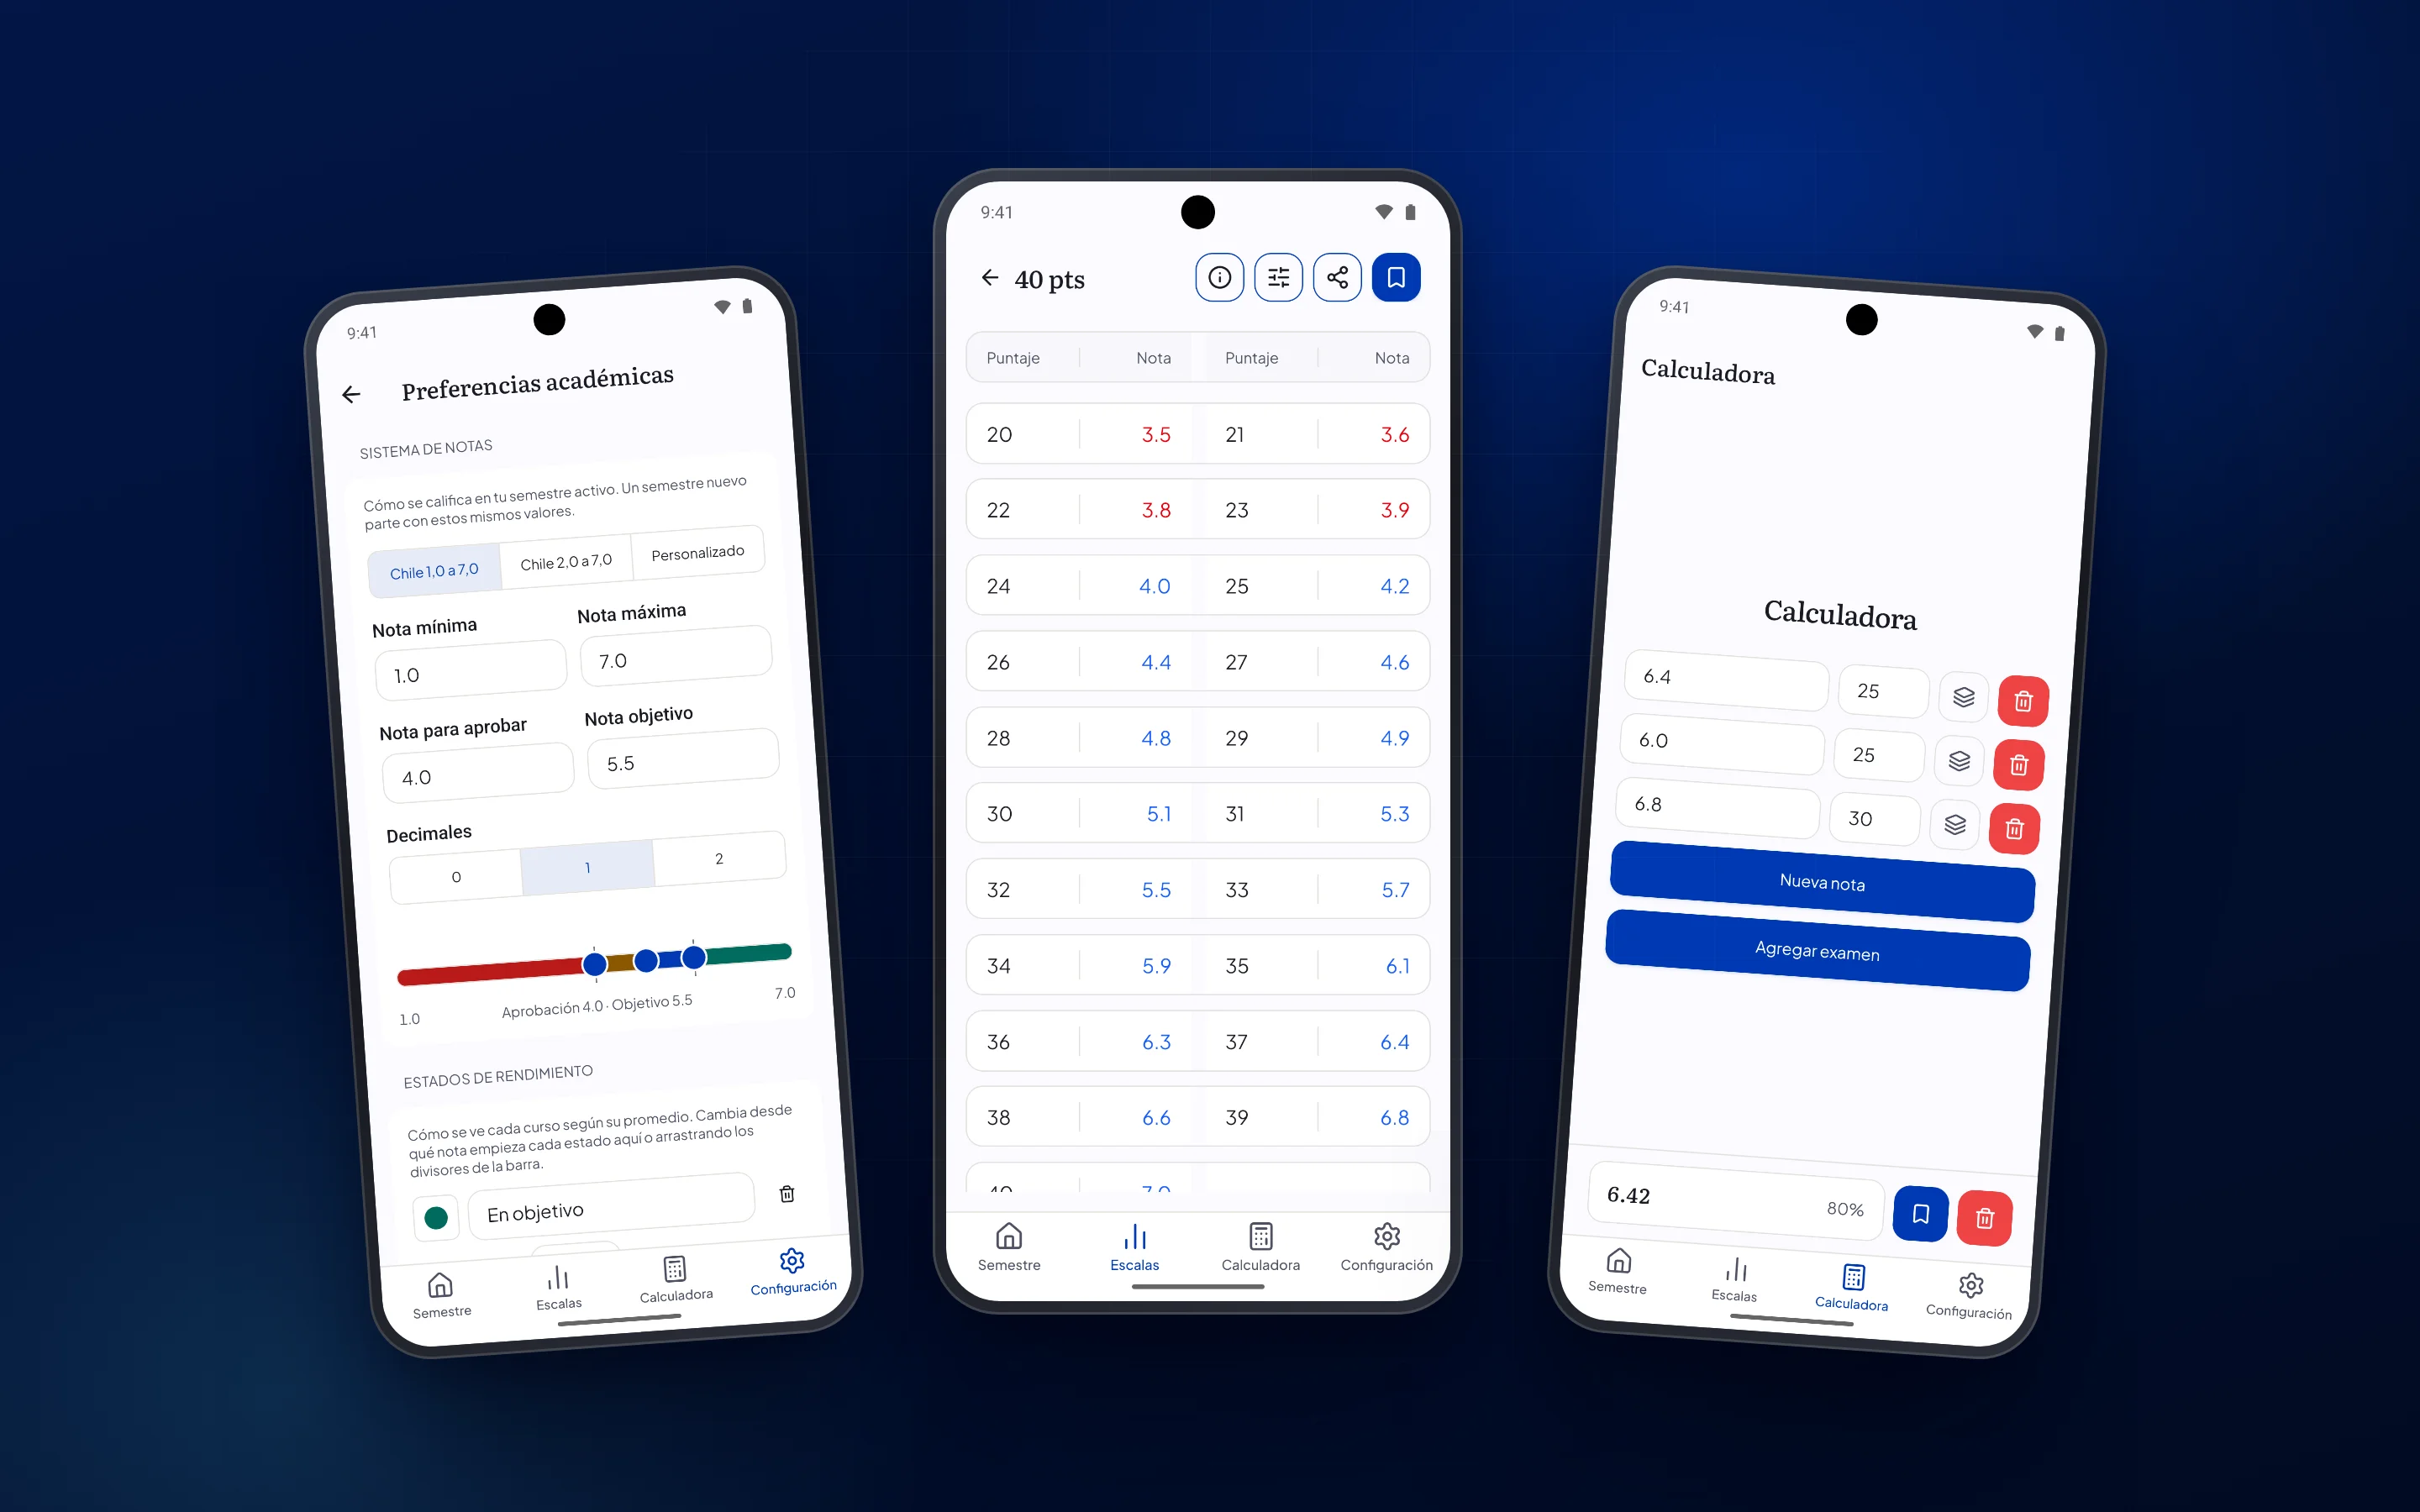 9:41
Preferencias académicas
SISTEMA DE NOTAS
Cómo se califica en tu semestre activo. Un semestre nuevo
parte con estos mismos valores.
Chile 1,0 a 7,0 Chile 2,0 a 7,0 Personalizado
Nota mínima Nota máxima
1.0 7.0
Nota para aprobar Nota objetivo
4.0 5.5
Decimales
0 1 2
1.0 Aprobación 4.0 · Objetivo 5.5 7.0
ESTADOS DE RENDIMIENTO
Cómo se ve cada curso según su promedio. Cambia desde
qué nota empieza cada estado aquí o arrastrando los
divisores de la barra.
En objetivo
Semestre Escalas Calculadora Configuración
9:41
40 pts
Puntaje Nota Puntaje Nota
20 3.5 21 3.6
22 3.8 23 3.9
24 4.0 25 4.2
26 4.4 27 4.6
28 4.8 29 4.9
30 5.1 31 5.3
32 5.5 33 5.7
34 5.9 35 6.1
36 6.3 37 6.4
38 6.6 39 6.8
40 7.0
Semestre Escalas Calculadora Configuración
9:41
Calculadora
Calculadora
6.4 25
6.0 25
6.8 30
Nueva nota
Agregar examen
6.42 80%
Semestre Escalas Calculadora Configuración